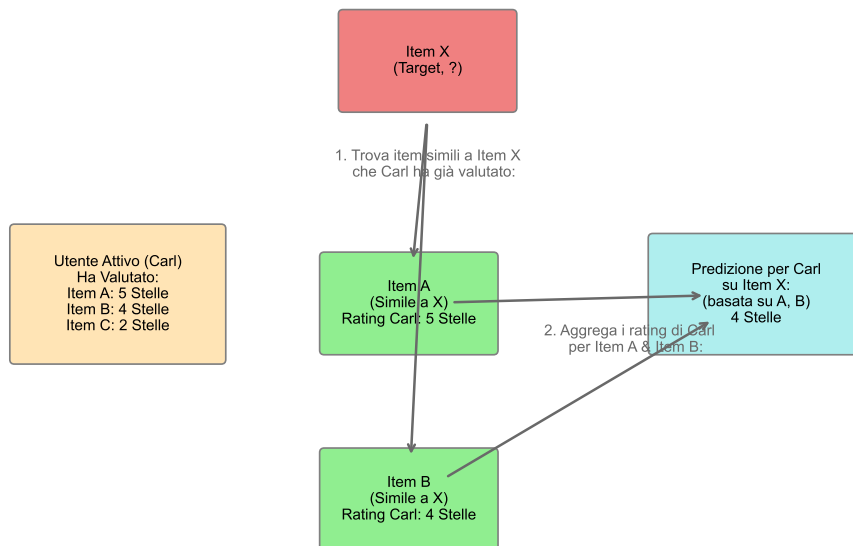 Item X
(Target, ?)
1. Trova item simili a Item X
che Carl ha già valutato:
Utente Attivo (Carl)
Ha Valutato:
Item A: 5 Stelle
Item B: 4 Stelle
Item C: 2 Stelle
Item A
(Simile a X)
Rating Carl: 5 Stelle
Predizione per Carl
su Item X:
(basata su A, B)
4 Stelle
2. Aggrega i rating di Carl
per Item A & Item B:
Item B
(Simile a X)
Rating Carl: 4 Stelle